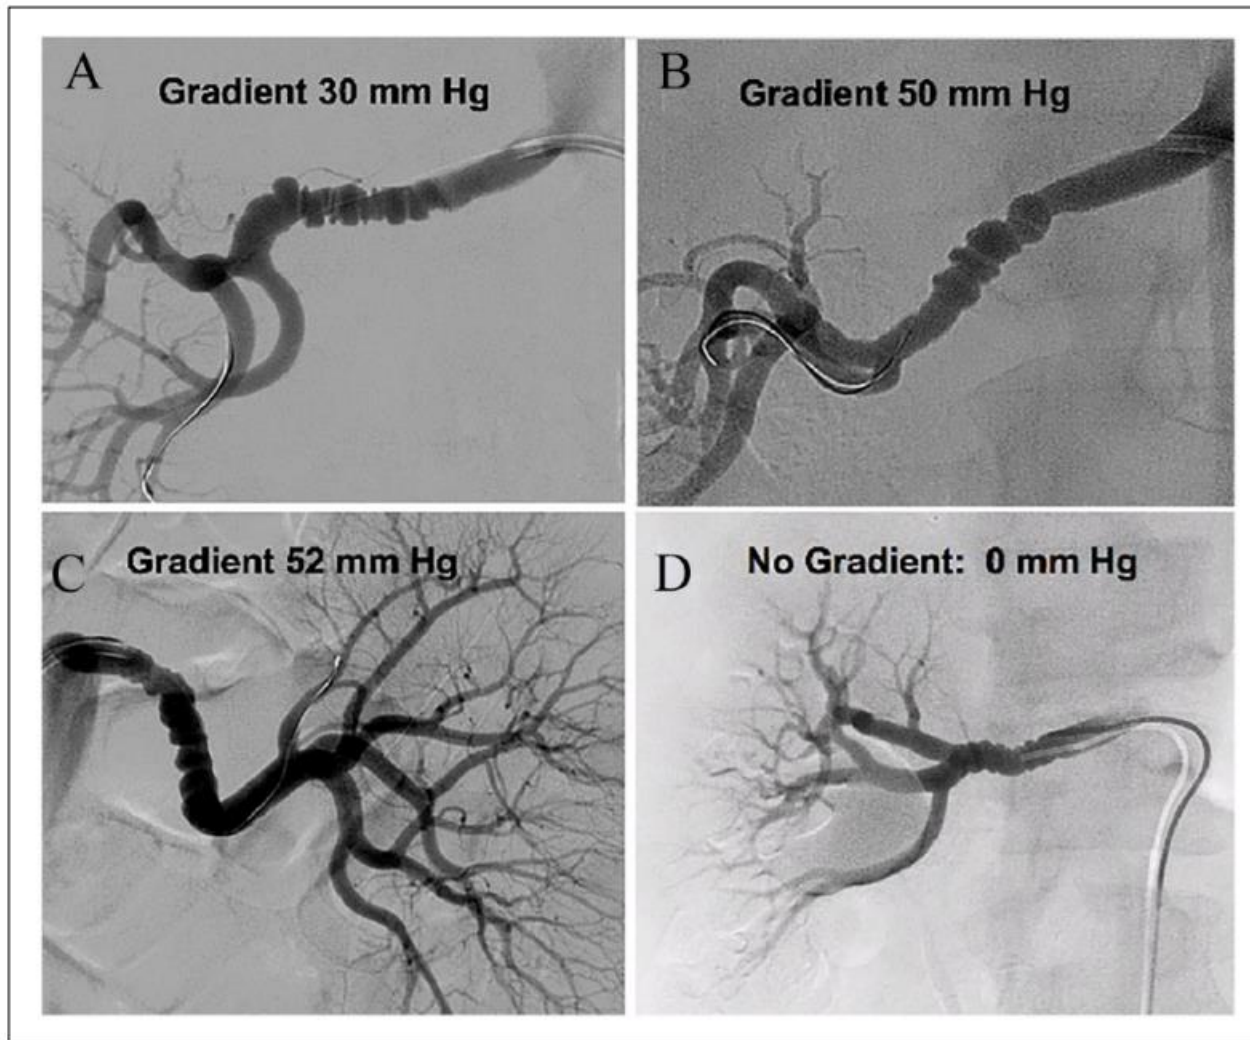 A
Gradient 30 mm Hg
B
Gradient 50 mm Hg
C
Gradient 52 mm Hg
D
No Gradient: 0 mm Hg